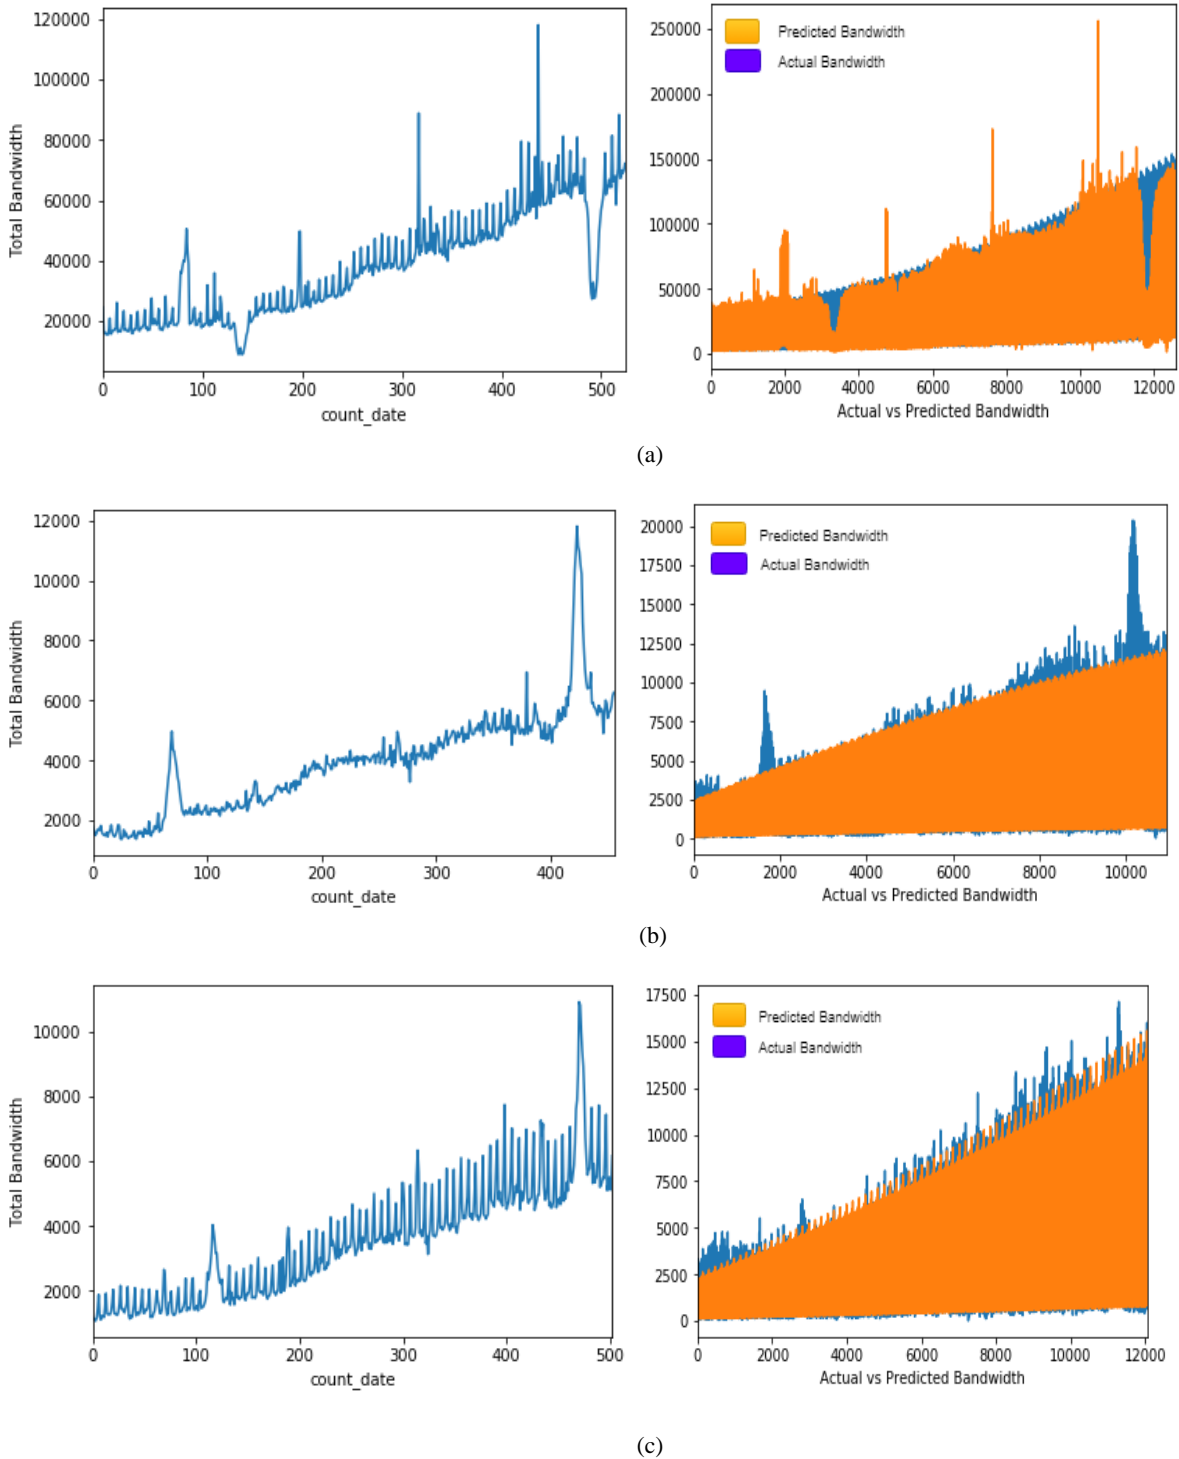 120000
100000
80000
60000
40000
20000
Total Bandwidth
0 100 200 300 400 500
count_date
250000
200000
150000
100000
50000
0
Predicted Bandwidth
Actual Bandwidth
0 2000 4000 6000 8000 10000 12000
Actual vs Predicted Bandwidth
(a)
12000
10000
8000
6000
4000
2000
Total Bandwidth
0 100 200 300 400
count_date
20000
17500
15000
12500
10000
7500
5000
2500
0
Predicted Bandwidth
Actual Bandwidth
0 2000 4000 6000 8000 10000
Actual vs Predicted Bandwidth
(b)
10000
8000
6000
4000
2000
Total Bandwidth
0 100 200 300 400 500
count_date
17500
15000
12500
10000
7500
5000
2500
0
Predicted Bandwidth
Actual Bandwidth
0 2000 4000 6000 8000 10000 12000
Actual vs Predicted Bandwidth
(c)